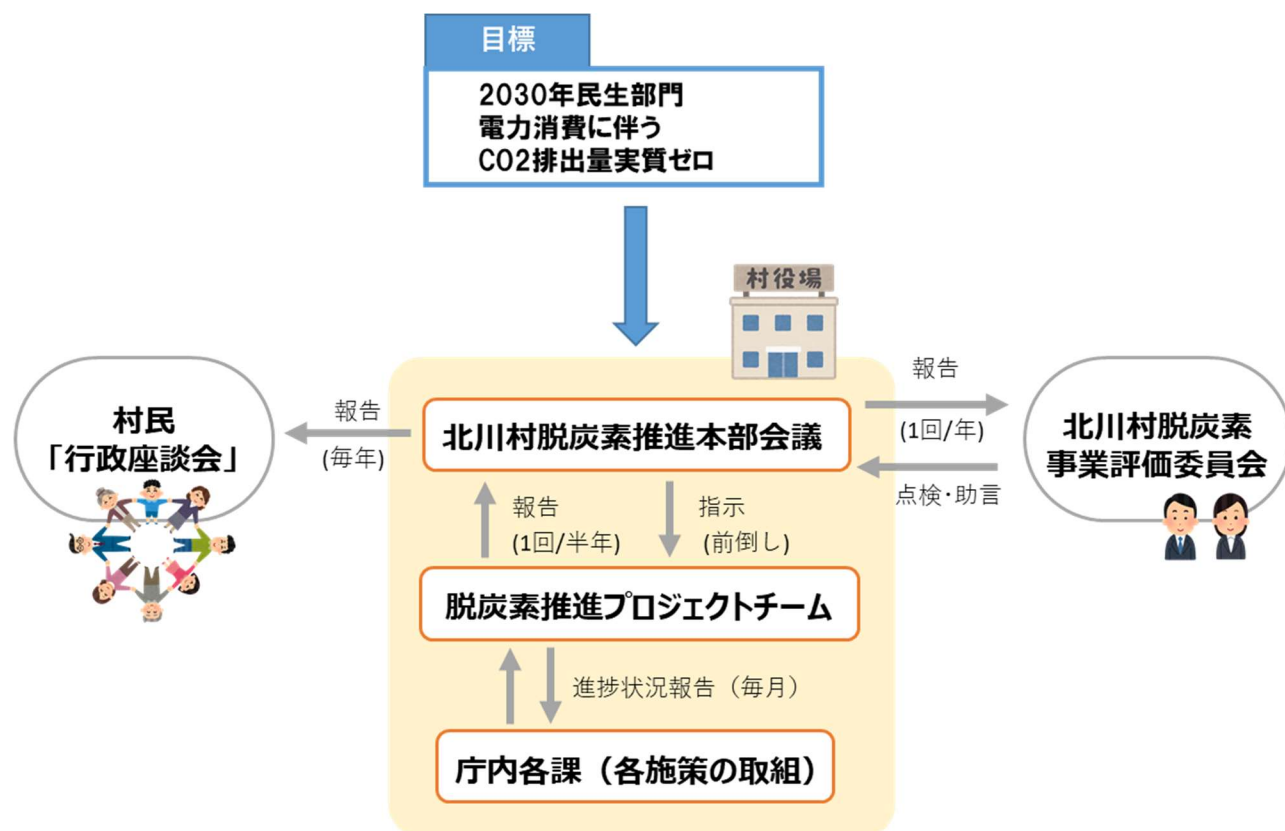 目標
2030年民生部門
電力消費に伴う
CO2排出量実質ゼロ
村役場
村民
「行政座談会」
報告
(毎年)
北川村脱炭素推進本部会議
報告
(1回/年)
点検・助言
北川村脱炭素
事業評価委員会
報告
(1回/半年)
指示
(前倒し)
脱炭素推進プロジェクトチーム
進捗状況報告（毎月）
庁内各課（各施策の取組）